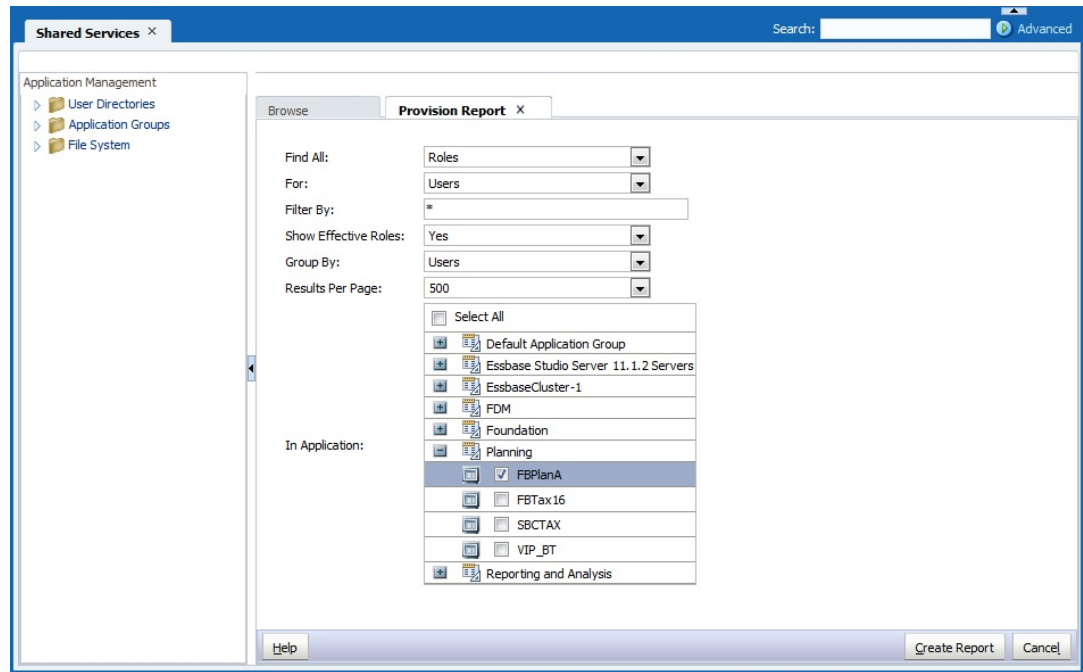 Shared Services ×
Search:
Advanced
Application Management
User Directories
Application Groups
File System
Browse
Provision Report X
Find All: Roles
For: Users
Filter By: *
Show Effective Roles: Yes
Group By: Users
Results Per Page: 500
Select All
Default Application Group
Essbase Studio Server 11.1.2 Servers
EssbaseCluster-1
FDM
Foundation
In Application:
Planning
FBPlanA
FBTax16
SBCTAX
VIP_BT
Reporting and Analysis
Help
Create Report
Cancel